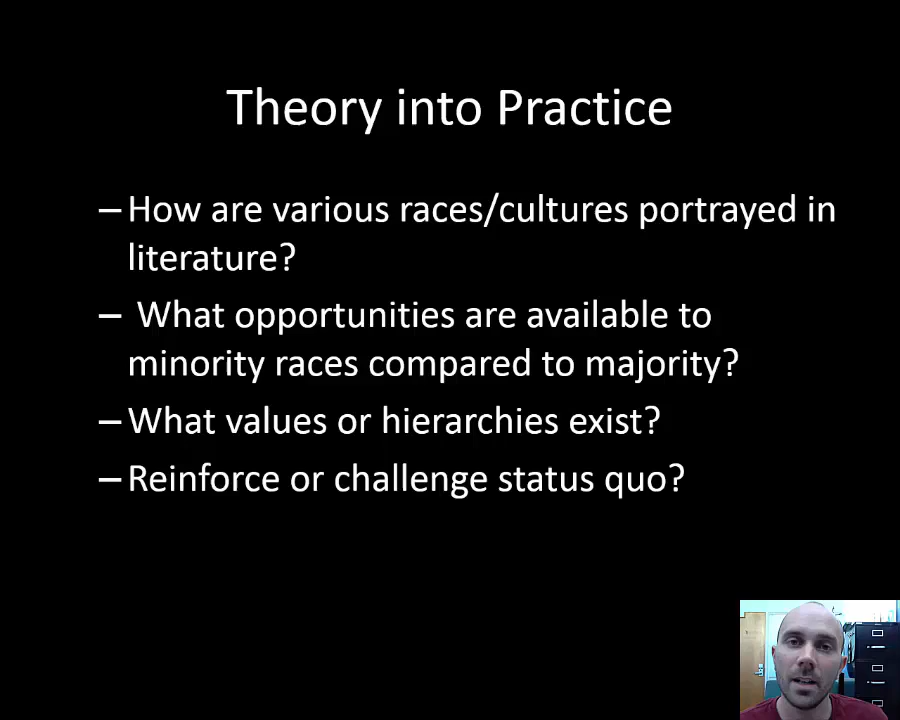 Theory into Practice
– How are various races/cultures portrayed in
literature?
– What opportunities are available to
minority races compared to majority?
– What values or hierarchies exist?
– Reinforce or challenge status quo?